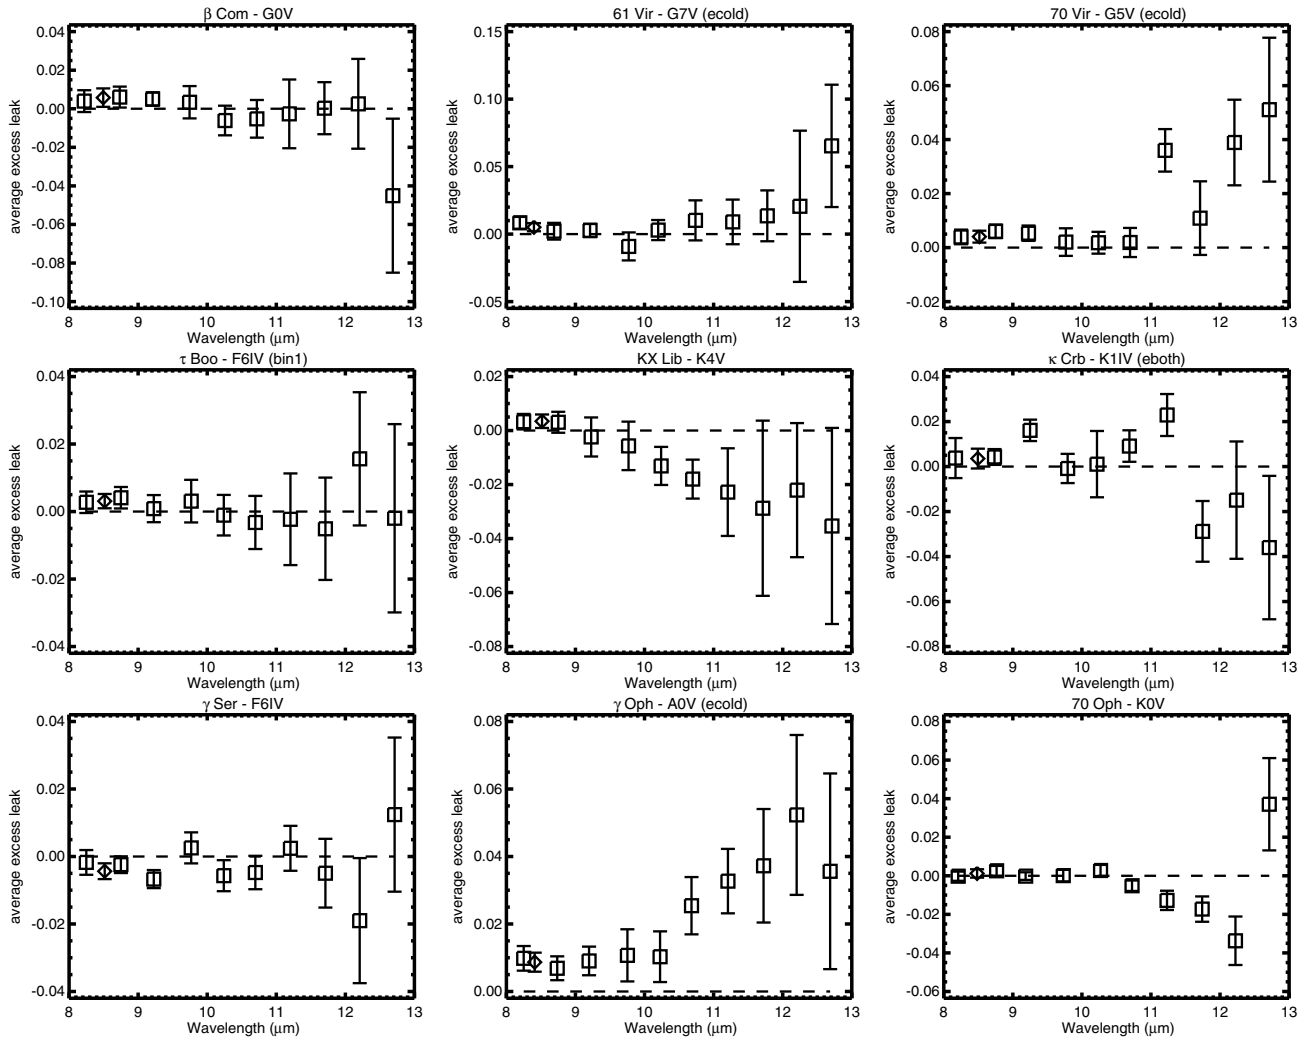 β Com - G0V
0.04
0.02
0.00
-0.02
-0.04
-0.06
-0.08
-0.10
average excess leak
8 9 10 11 12 13
Wavelength (μm)
61 Vir - G7V (ecold)
0.15
0.10
0.05
0.00
-0.05
average excess leak
8 9 10 11 12 13
Wavelength (μm)
70 Vir - G5V (ecold)
0.08
0.06
0.04
0.02
0.00
-0.02
average excess leak
8 9 10 11 12 13
Wavelength (μm)
τ Boo - F6IV (bin1)
0.04
0.02
0.00
-0.02
-0.04
average excess leak
8 9 10 11 12 13
Wavelength (μm)
KX Lib - K4V
0.02
0.00
-0.02
-0.04
-0.06
-0.08
average excess leak
8 9 10 11 12 13
Wavelength (μm)
κ Crb - K1IV (eboth)
0.04
0.02
0.00
-0.02
-0.04
-0.06
-0.08
average excess leak
8 9 10 11 12 13
Wavelength (μm)
γ Ser - F6IV
0.04
0.02
0.00
-0.02
-0.04
average excess leak
8 9 10 11 12 13
Wavelength (μm)
γ Oph - A0V (ecold)
0.08
0.06
0.04
0.02
0.00
average excess leak
8 9 10 11 12 13
Wavelength (μm)
70 Oph - K0V
0.08
0.06
0.04
0.02
0.00
-0.02
-0.04
-0.06
average excess leak
8 9 10 11 12 13
Wavelength (μm)